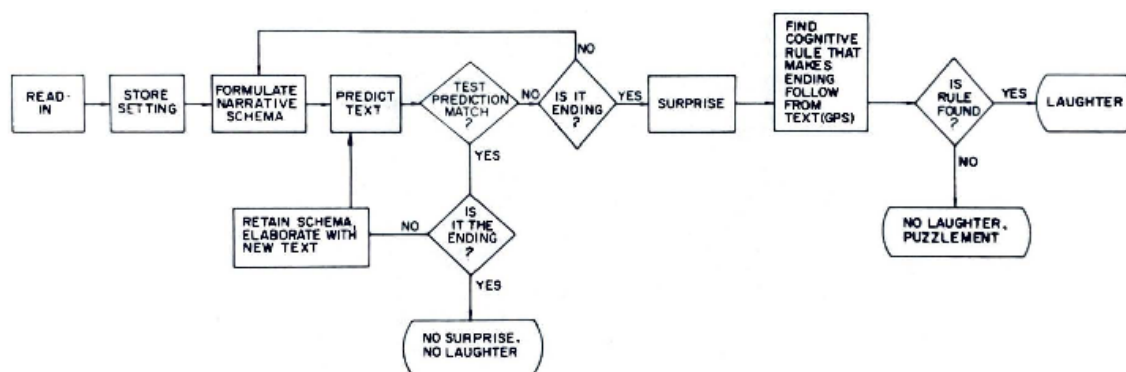 READ-
IN
STORE
SETTING
FORMULATE
NARRATIVE
SCHEMA
PREDICT
TEXT
TEST
PREDICTION
MATCH
?
NO
IS IT
ENDING
?
NO
YES
SURPRISE
FIND
COGNITIVE
RULE THAT
MAKES
ENDING
FOLLOW
FROM
TEXT(GPS)
IS
RULE
FOUND
?
YES
LAUGHTER
NO
NO LAUGHTER,
PUZZLEMENT
YES
IS
IT THE
ENDING
?
NO
RETAIN SCHEMA,
ELABORATE WITH
NEW TEXT
YES
NO SURPRISE,
NO LAUGHTER